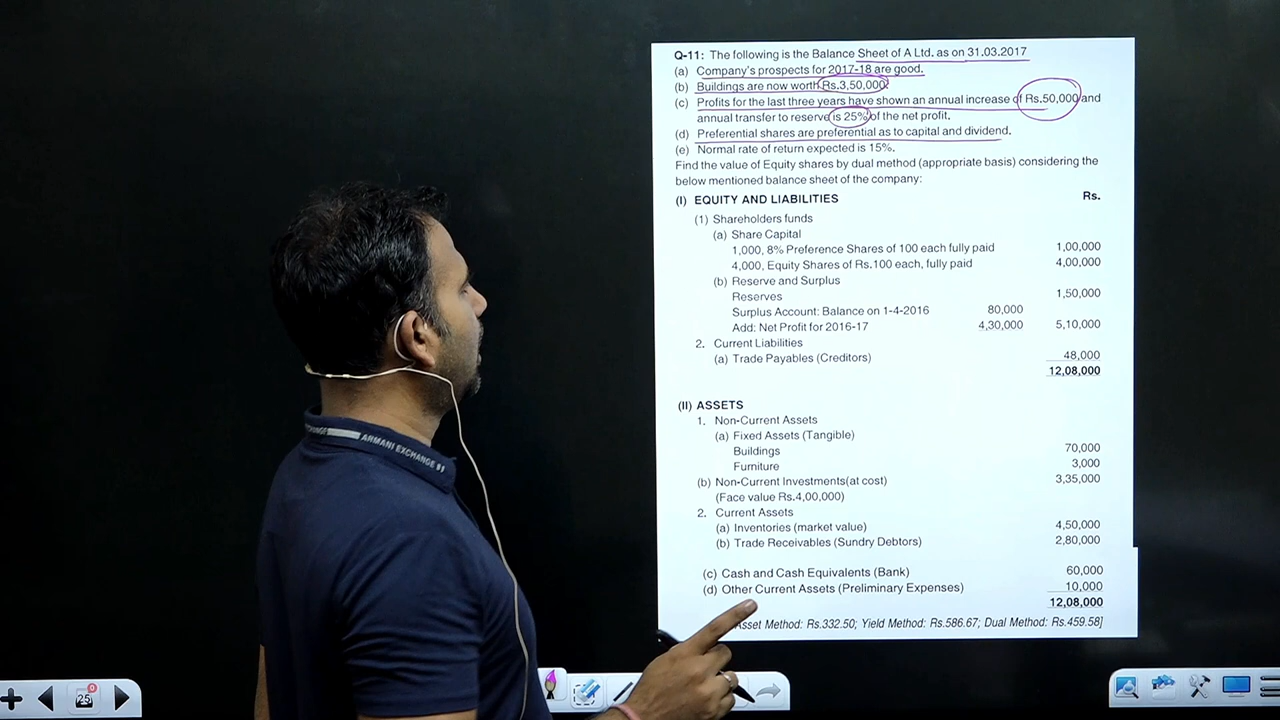 Q-11: The following is the Balance Sheet of A Ltd. as on 31.03.2017
(a) Company's prospects for 2017-18 are good.
(b) Buildings are now worth Rs.3,50,000.
(c) Profits for the last three years have shown an annual increase of Rs.50,000 and
annual transfer to reserve is 25% of the net profit.
(d) Preferential shares are preferential as to capital and dividend.
(e) Normal rate of return expected is 15%.
Find the value of Equity shares by dual method (appropriate basis) considering the
below mentioned balance sheet of the company:
(I) EQUITY AND LIABILITIES Rs.
(1) Shareholders funds
(a) Share Capital
1,000, 8% Preference Shares of 100 each fully paid 1,00,000
4,000, Equity Shares of Rs.100 each, fully paid 4,00,000
(b) Reserve and Surplus
Reserves 1,50,000
Surplus Account: Balance on 1-4-2016 80,000
Add: Net Profit for 2016-17 4,30,000 5,10,000
2. Current Liabilities
(a) Trade Payables (Creditors) 48,000
12,08,000
(II) ASSETS
1. Non-Current Assets
(a) Fixed Assets (Tangible)
Buildings 70,000
Furniture 3,000
(b) Non-Current Investments(at cost) 3,35,000
(Face value Rs.4,00,000)
2. Current Assets
(a) Inventories (market value) 4,50,000
(b) Trade Receivables (Sundry Debtors) 2,80,000
(c) Cash and Cash Equivalents (Bank) 60,000
(d) Other Current Assets (Preliminary Expenses) 10,000
12,08,000
Asset Method: Rs.332.50; Yield Method: Rs.586.67; Dual Method: Rs.459.58]
ARMANI EXCHANGE 91
25
0